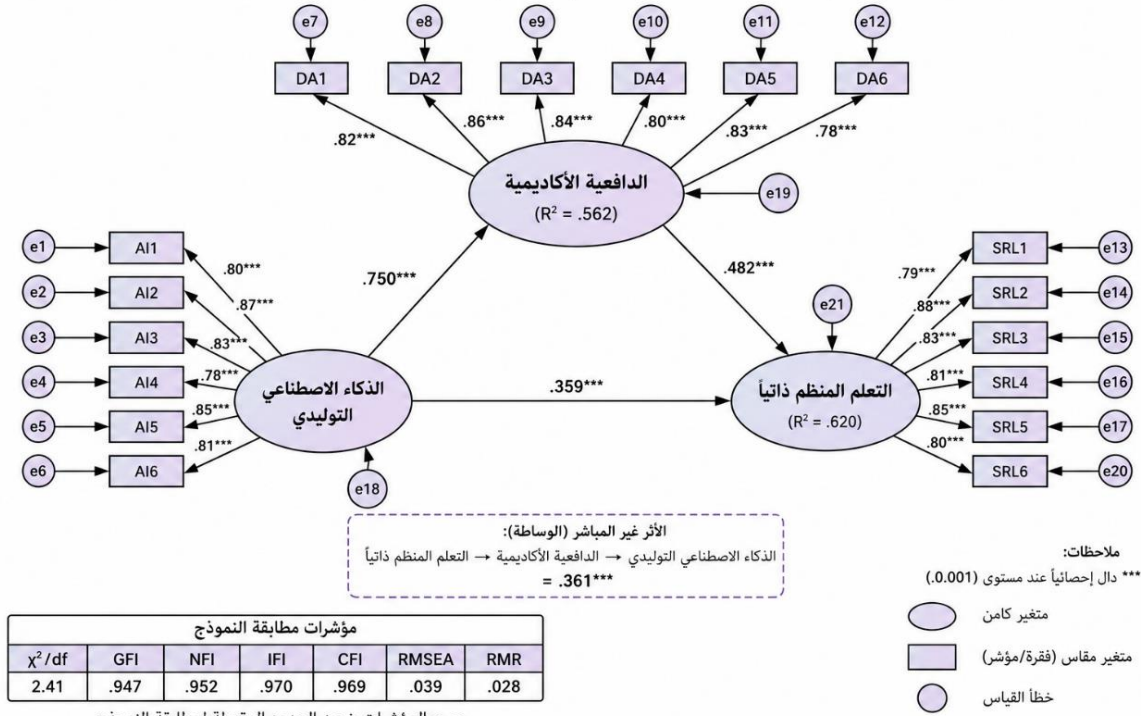 e7 e8 e9 e10 e11 e12
DA1 DA2 DA3 DA4 DA5 DA6
.82*** .86*** .84*** .80*** .83*** .78***
الدافعية الأكاديمية
(R² = .562)
e19
e1 AI1
e2 AI2
e3 AI3
e4 AI4
e5 AI5
e6 AI6
.80***
.87***
.83***
.78***
.85***
.81***
.750***
.482***
.359***
الذكاء الاصطناعي
التوليدي
e18
e21
التعلم المنظم ذاتياً
(R² = .620)
.79***
.88***
.83***
.81***
.85***
.80***
SRL1 e13
SRL2 e14
SRL3 e15
SRL4 e16
SRL5 e17
SRL6 e20
الأثر غير المباشر (الوساطة):
الذكاء الاصطناعي التوليدي → الدافعية الأكاديمية → التعلم المنظم ذاتياً
= .361***
ملاحظات:
*** دال إحصائياً عند مستوى (0.001.)
متغير كامن
متغير مقاس (فقرة/مؤشر)
خطأ القياس
مؤشرات مطابقة النموذج
χ²/df GFI NFI IFI CFI RMSEA RMR
2.41 .947 .952 .970 .969 .039 .028